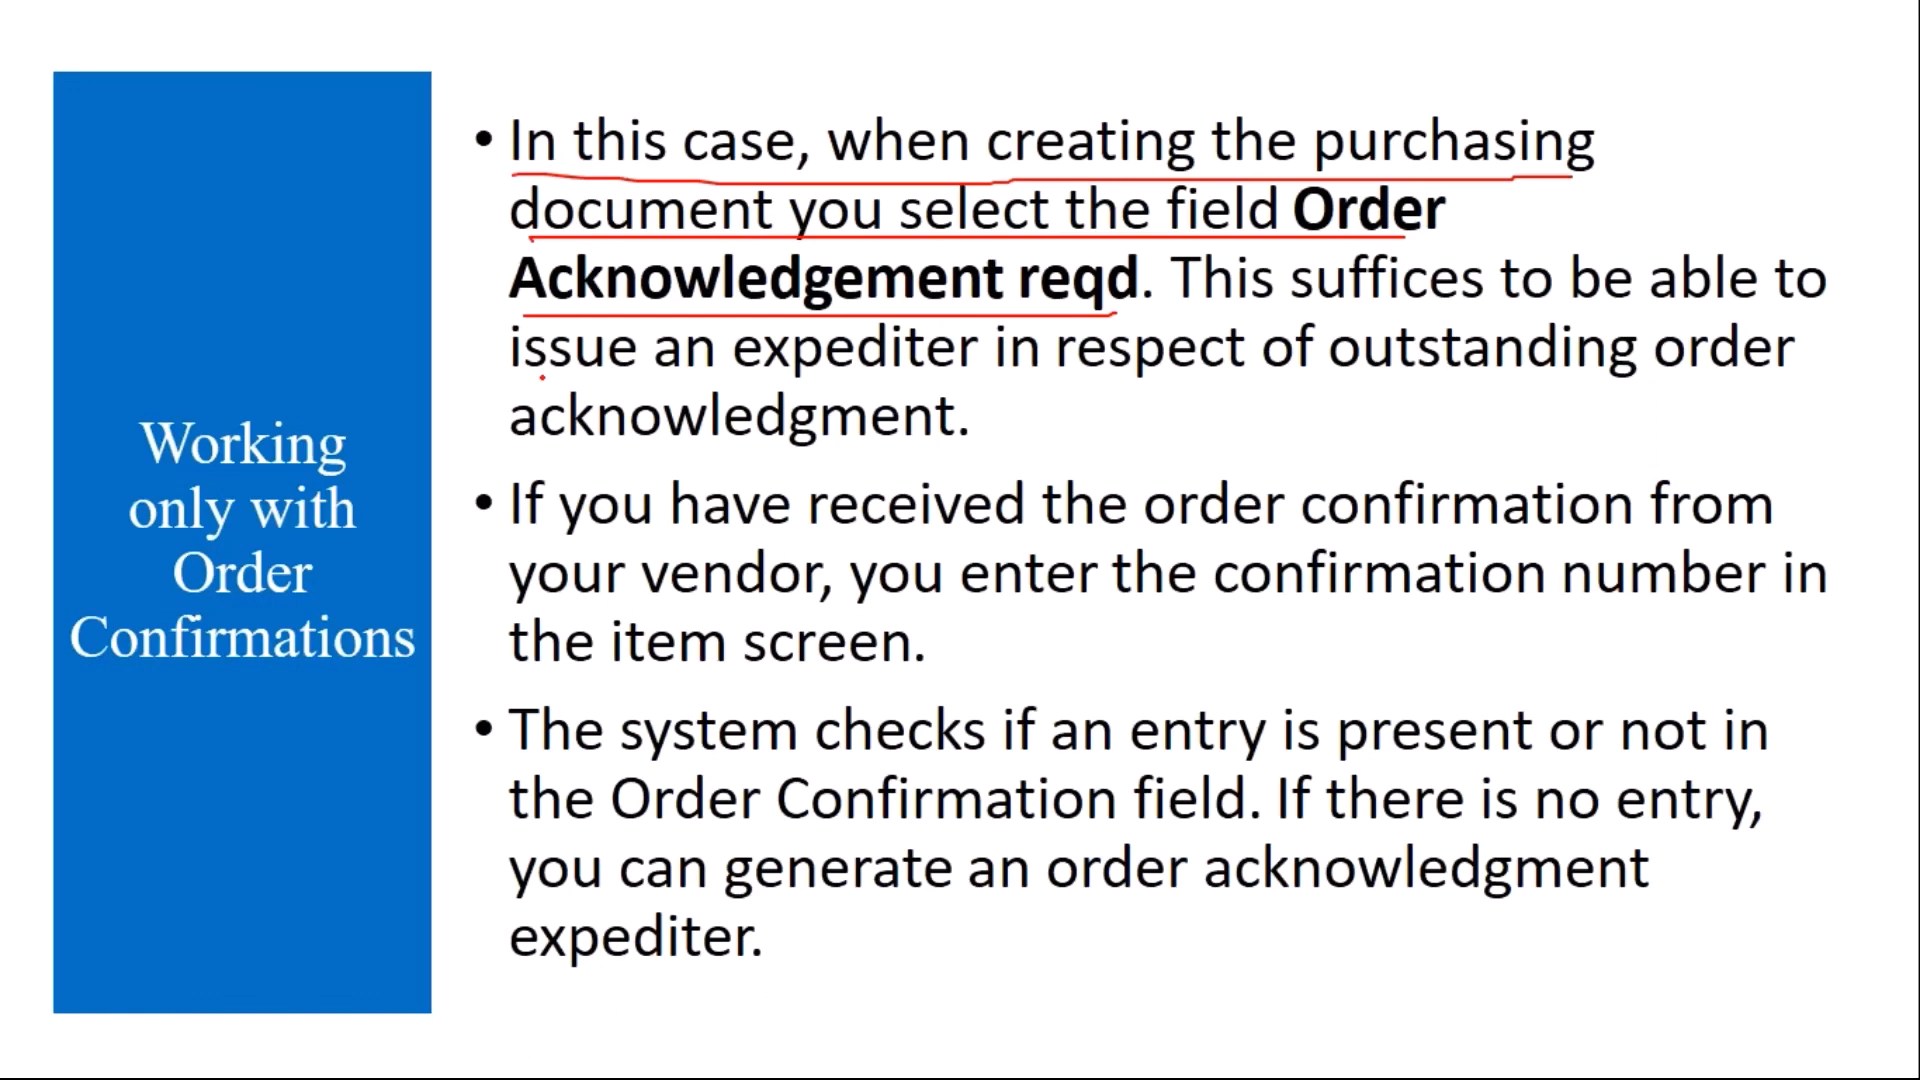 Working
only with
Order
Confirmations
• In this case, when creating the purchasing
document you select the field Order
Acknowledgement reqd. This suffices to be able to
issue an expediter in respect of outstanding order
acknowledgment.
• If you have received the order confirmation from
your vendor, you enter the confirmation number in
the item screen.
• The system checks if an entry is present or not in
the Order Confirmation field. If there is no entry,
you can generate an order acknowledgment
expediter.